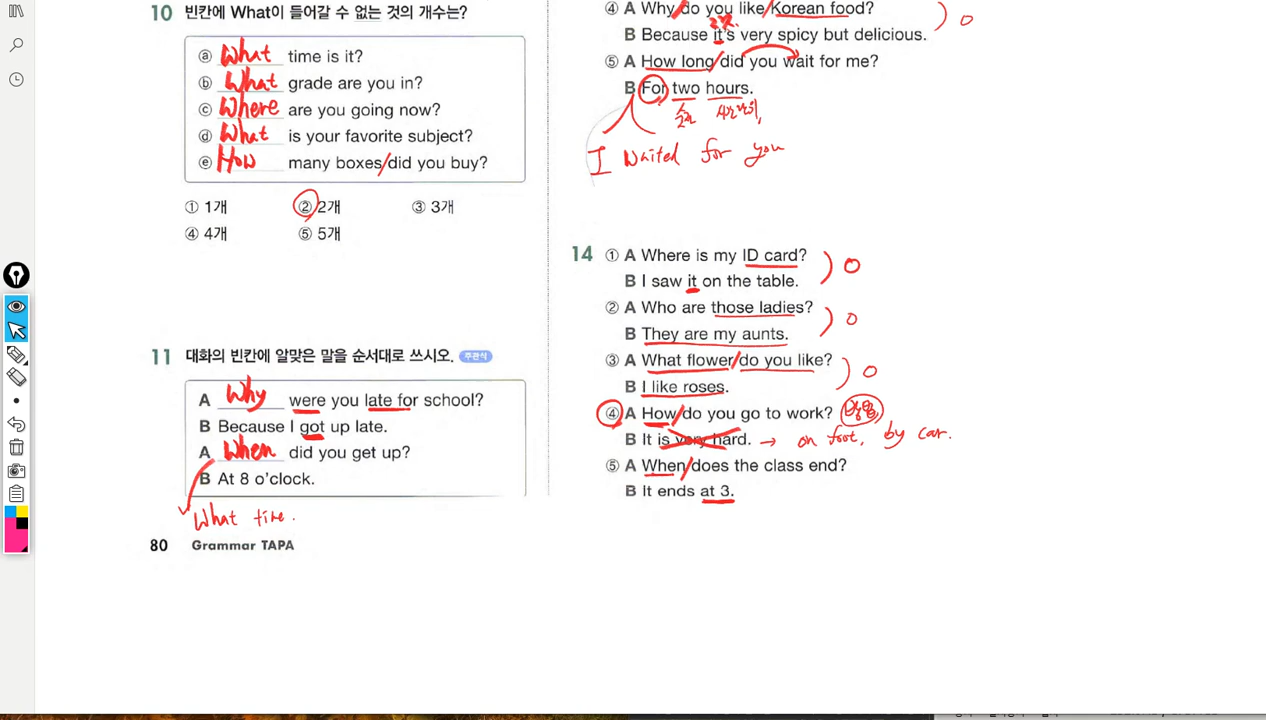 10 빈칸에 What이 들어갈 수 없는 것의 개수는?
ⓐ What time is it?
ⓑ What grade are you in?
ⓒ Where are you going now?
ⓓ What is your favorite subject?
ⓔ How many boxes/did you buy?
① 1개 ② 2개 ③ 3개
④ 4개 ⑤ 5개
11 대화의 빈칸에 알맞은 말을 순서대로 쓰시오. 주관식
A Why were you late for school?
B Because I got up late.
A When did you get up?
B At 8 o'clock.
What time.
80 Grammar TAPA
④ A Why/do you like/Korean food?
B Because it's very spicy but delicious.
⑤ A How long/did you wait for me?
B For two hours.
I waited for you
14 ① A Where is my ID card?
B I saw it on the table.
② A Who are those ladies?
B They are my aunts.
③ A What flower/do you like?
B I like roses.
④ A How/do you go to work?
B It is very hard. → on foot, by car.
⑤ A When/does the class end?
B It ends at 3.